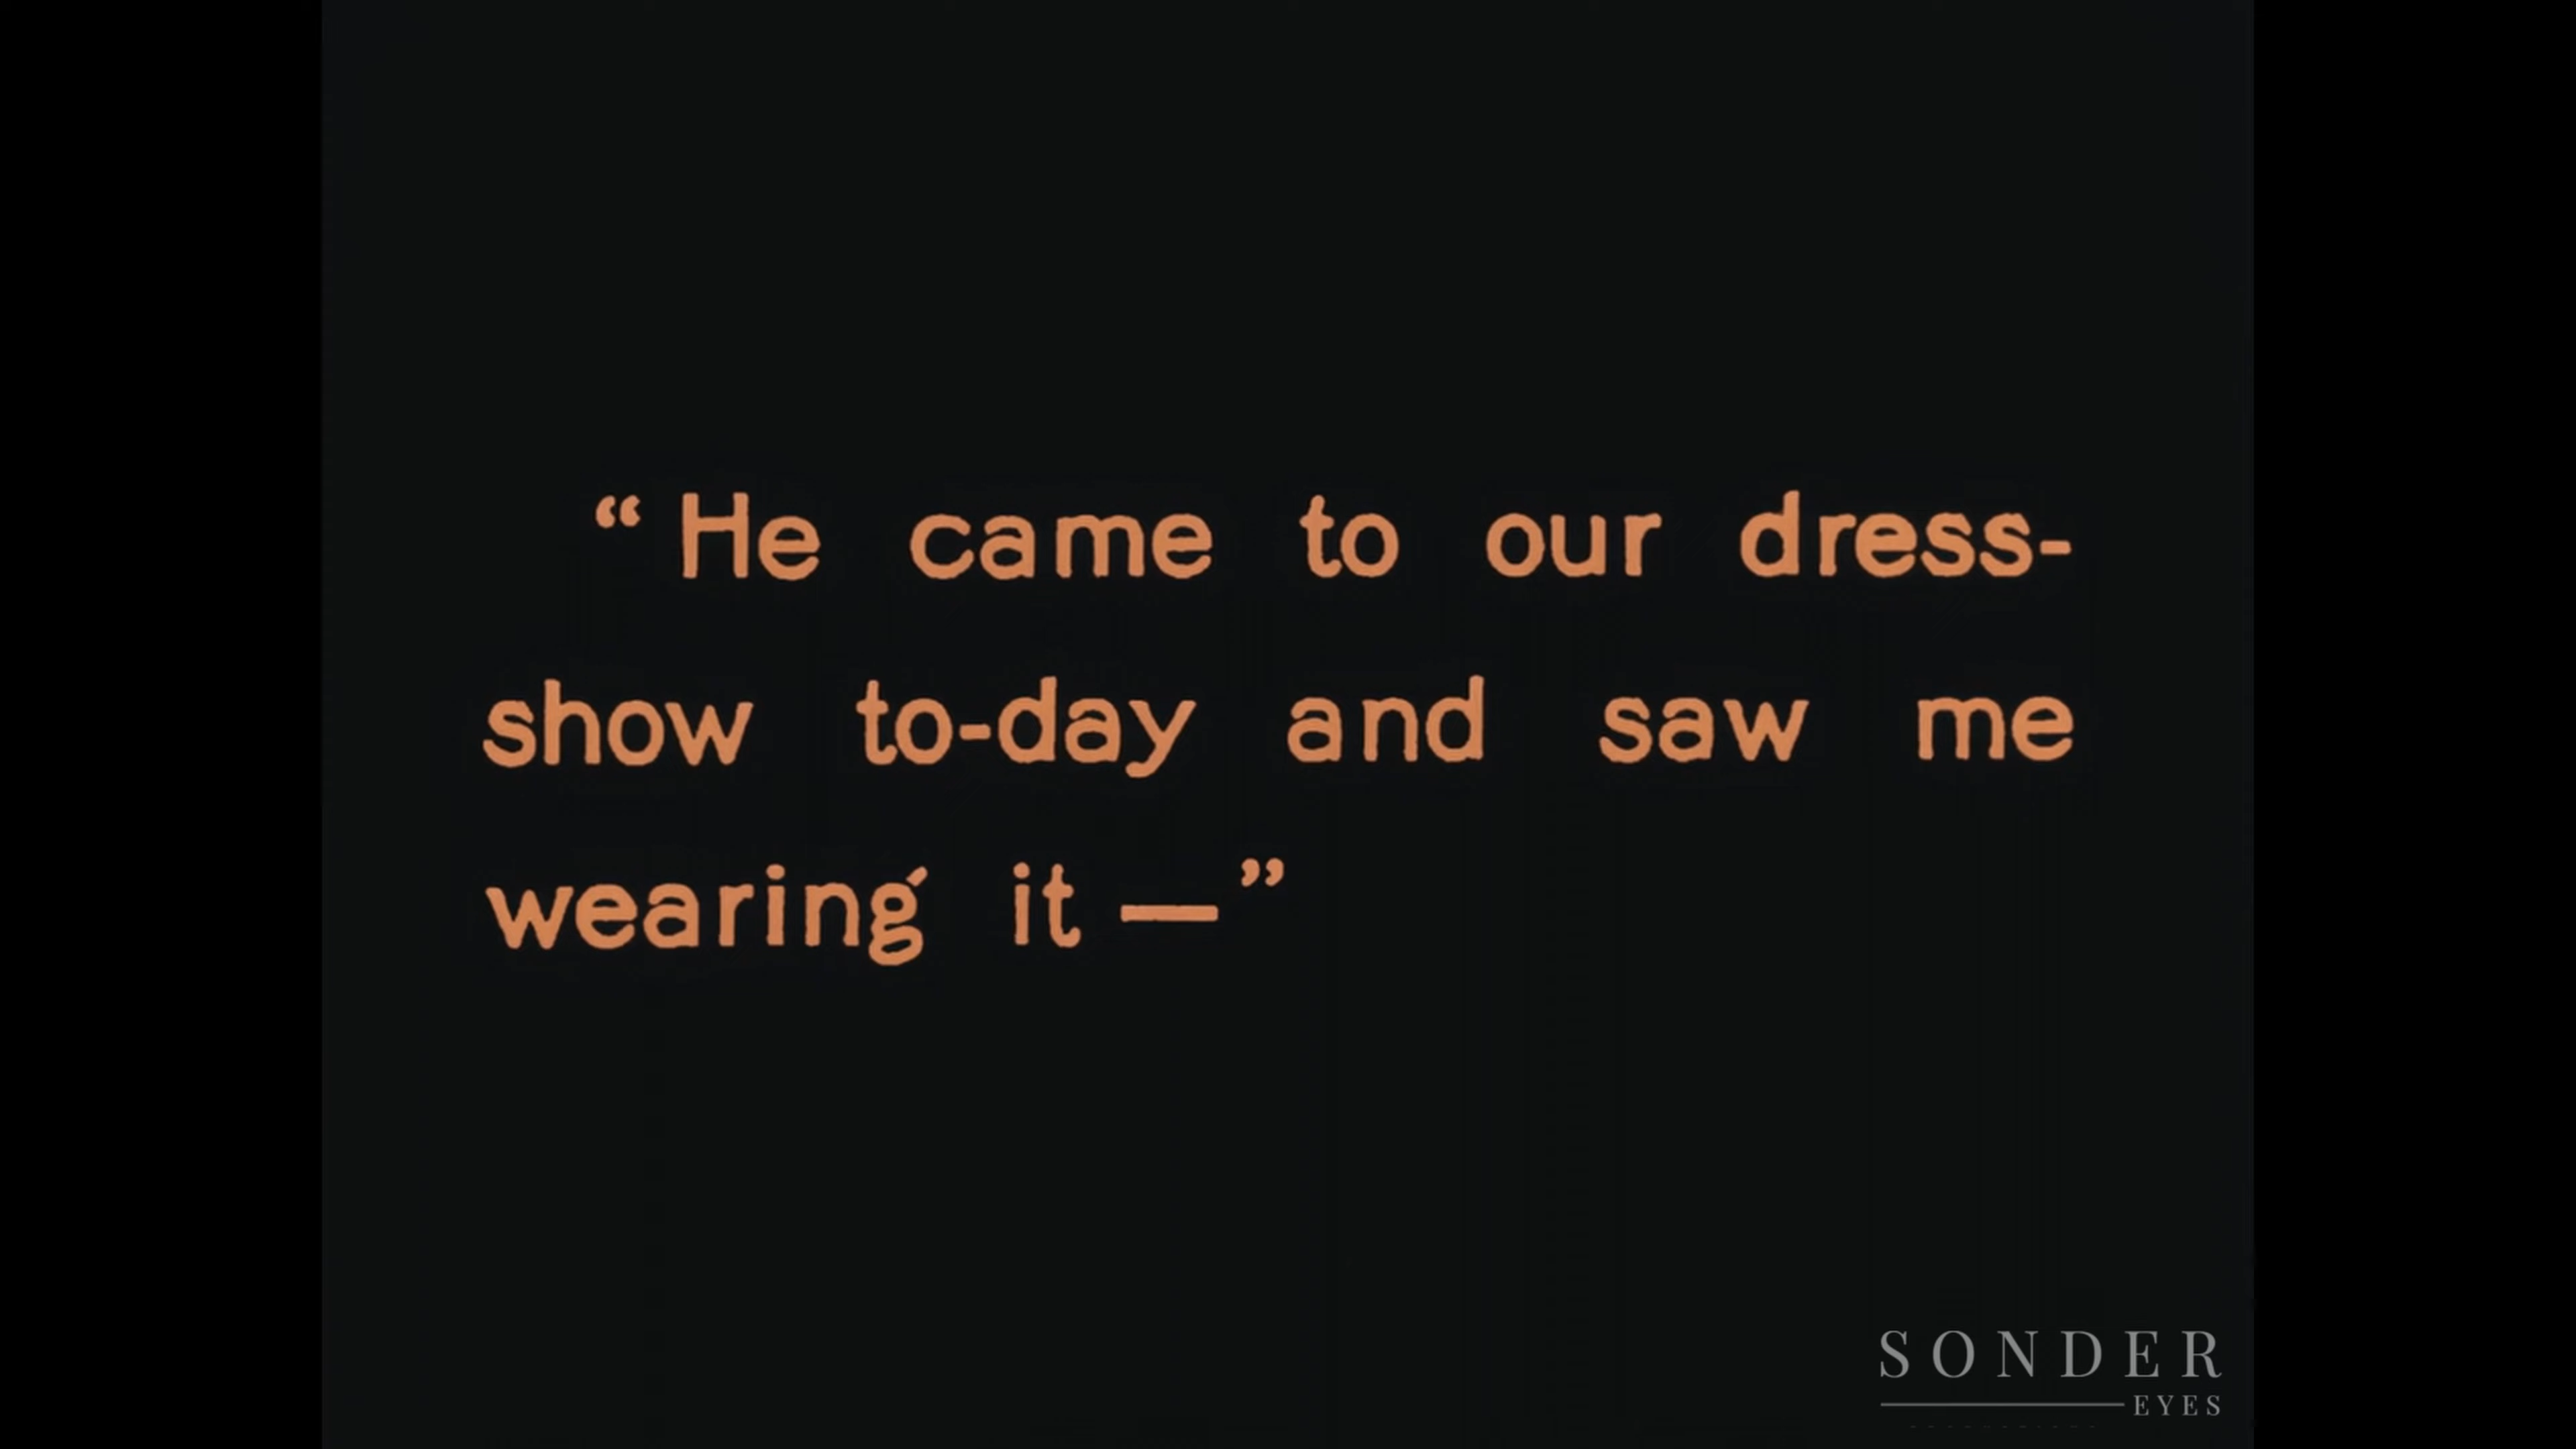 “He came to our dress-
show to-day and saw me
wearing it —”
SONDER
EYES